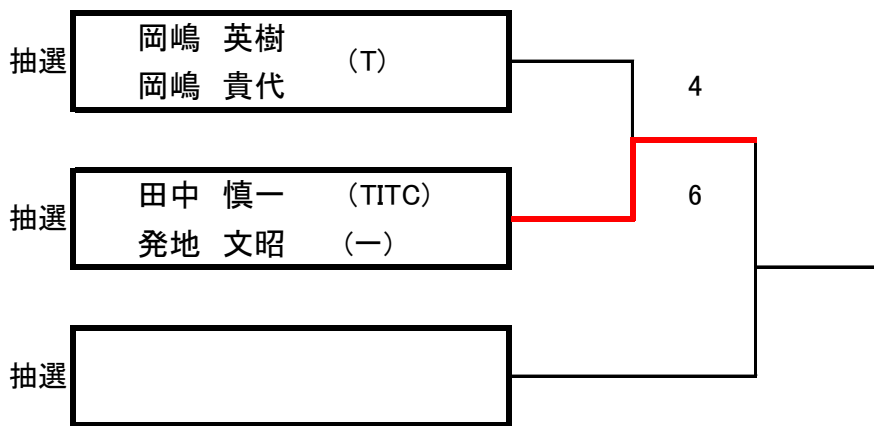 岡嶋 英樹
抽選 (T)
岡嶋 貴代
4
田中 慎一 (TITC)
6
抽選
発地 文昭 (一)
抽選